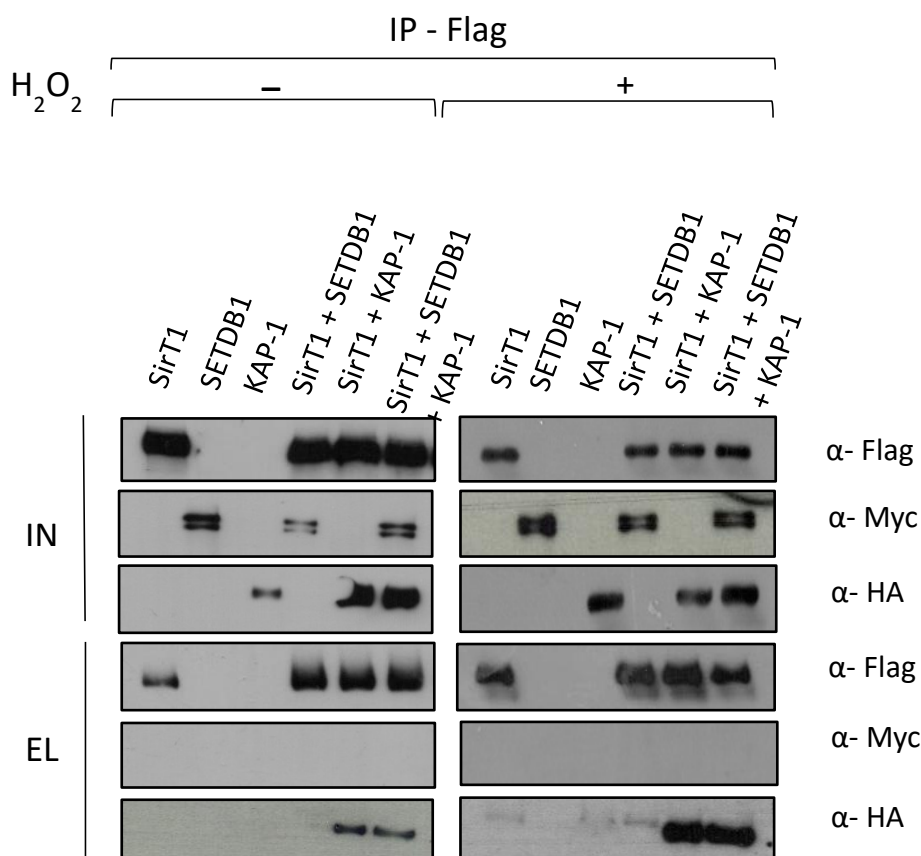 IP - Flag
H2O2
– +
SirT1
SETDB1
KAP-1
SirT1 + SETDB1
SirT1 + KAP-1
SirT1 + SETDB1
+ KAP-1
SirT1
SETDB1
KAP-1
SirT1 + SETDB1
SirT1 + KAP-1
SirT1 + SETDB1
+ KAP-1
IN
α- Flag
α- Myc
α- HA
EL
α- Flag
α- Myc
α- HA